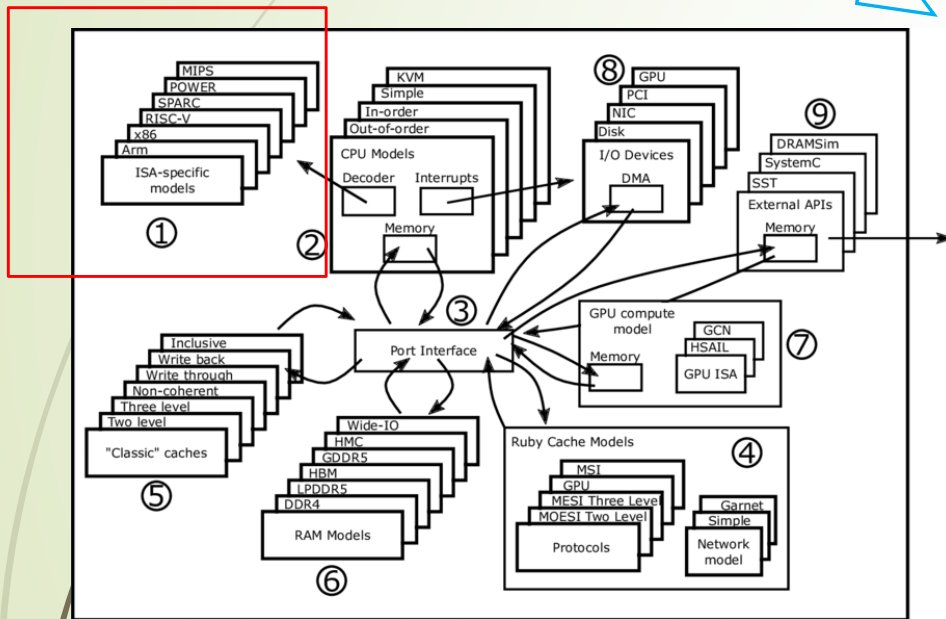 MIPS
POWER
SPARC
RISC-V
x86
Arm
ISA-specific
models
①
KVM
Simple
In-order
Out-of-order
CPU Models
Decoder
Interrupts
Memory
②
⑧
GPU
PCI
NIC
Disk
I/O Devices
DMA
⑨
DRAMSim
SystemC
SST
External APIs
Memory
③
Port Interface
GPU compute
model
Memory
GCN
HSAIL
GPU ISA
⑦
Inclusive
Write back
Write through
Non-coherent
Three level
Two level
"Classic" caches
⑤
Wide-IO
HMC
GDDR5
HBM
LPDDR5
DDR4
RAM Models
⑥
Ruby Cache Models
④
MSI
GPU
MESI Three Level
MOESI Two Level
Protocols
Garnet
Simple
Network
model